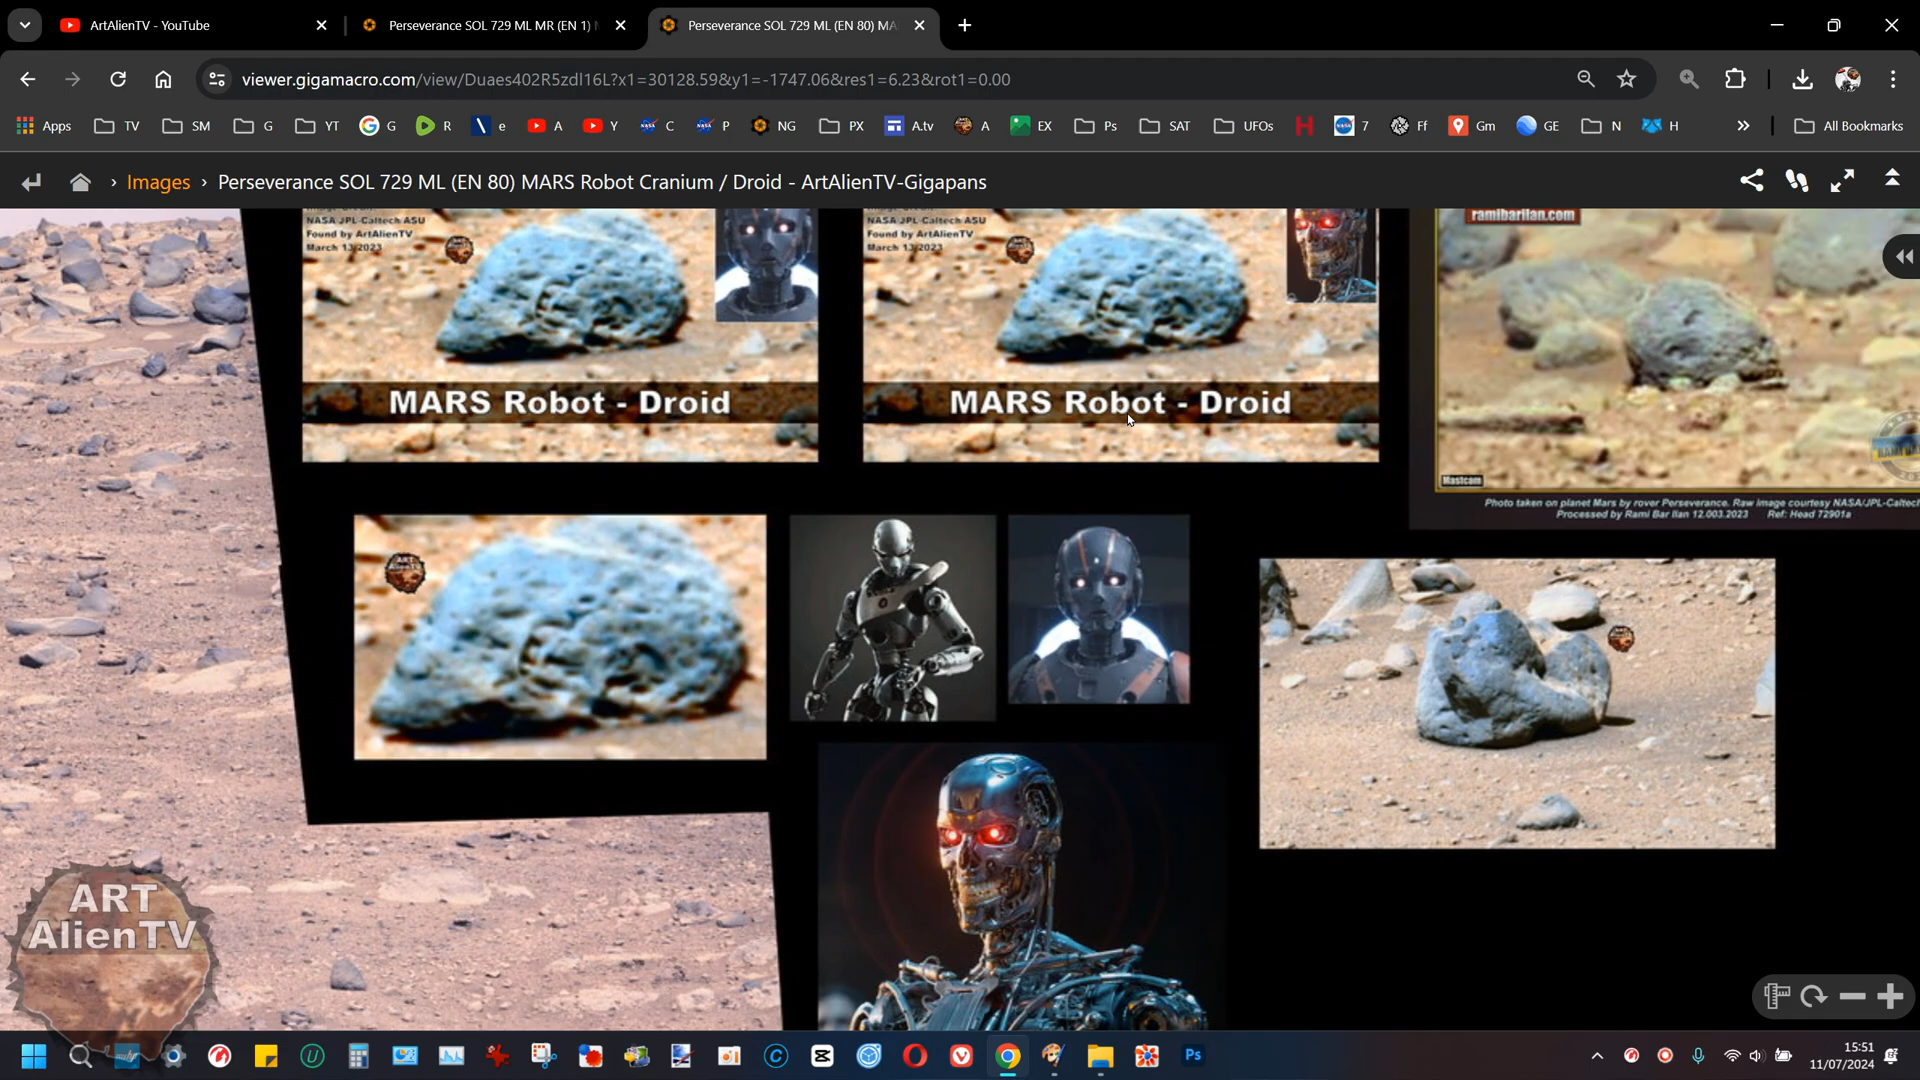 ArtAlienTV - YouTube
Perseverance SOL 729 ML MR (EN 1)
Perseverance SOL 729 ML (EN 80) MA
viewer.gigamacro.com/view/Duaes402R5zdl16L?x1=30128.59&y1=-1747.06&res1=6.23&rot1=0.00
Apps TV SM G YT G R e A Y C P NG PX A.tv A EX Ps SAT UFOs 7 Ff Gm GE N H » All Bookmarks
› Images › Perseverance SOL 729 ML (EN 80) MARS Robot Cranium / Droid - ArtAlienTV-Gigapans
NASA JPL-Caltech ASU
Found by ArtAlienTV
March 13/2023
MARS Robot - Droid
NASA JPL-Caltech ASU
Found by ArtAlienTV
March 13/2023
MARS Robot - Droid
ramibarilan.com
Mastcam
Photo taken on planet Mars by rover Perseverance. Raw image courtesy NASA/JPL-Caltech
Processed by Rami Bar Ilan 12.003.2023 Ref: Head 72901a
ART
AlienTV
ART
AlienTV
Ps
15:51
11/07/2024